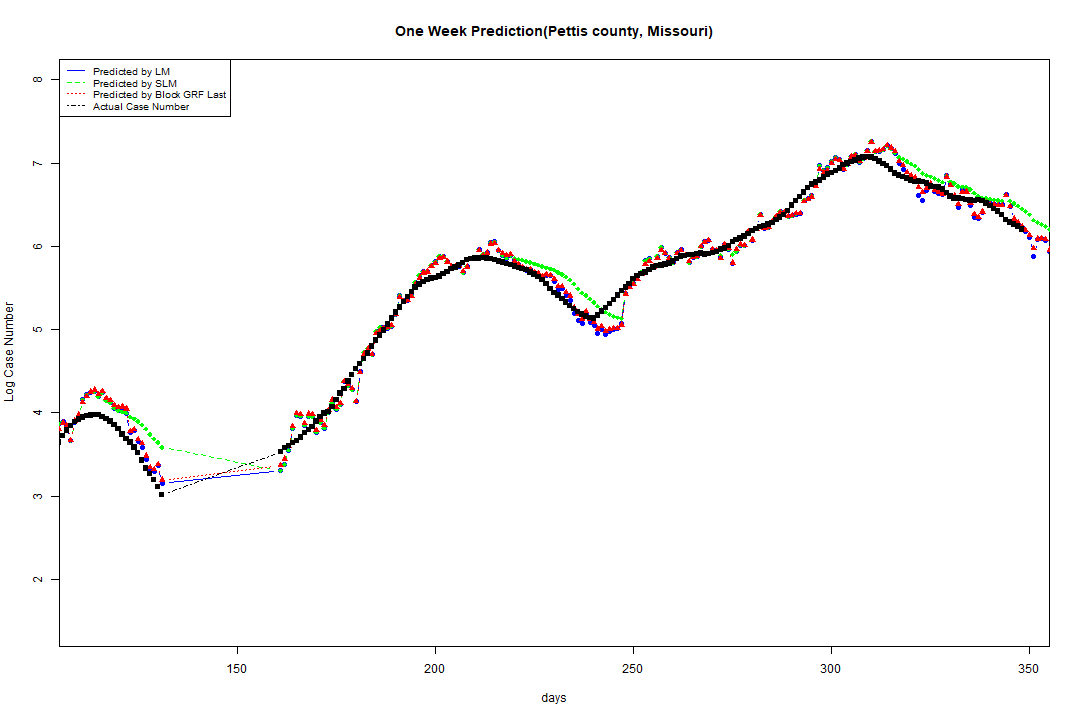 One Week Prediction(Pettis county, Missouri)
Predicted by LM
Predicted by SLM
Predicted by Block GRF Last
Actual Case Number
8
7
6
5
4
3
2
Log Case Number
150 200 250 300 350
days